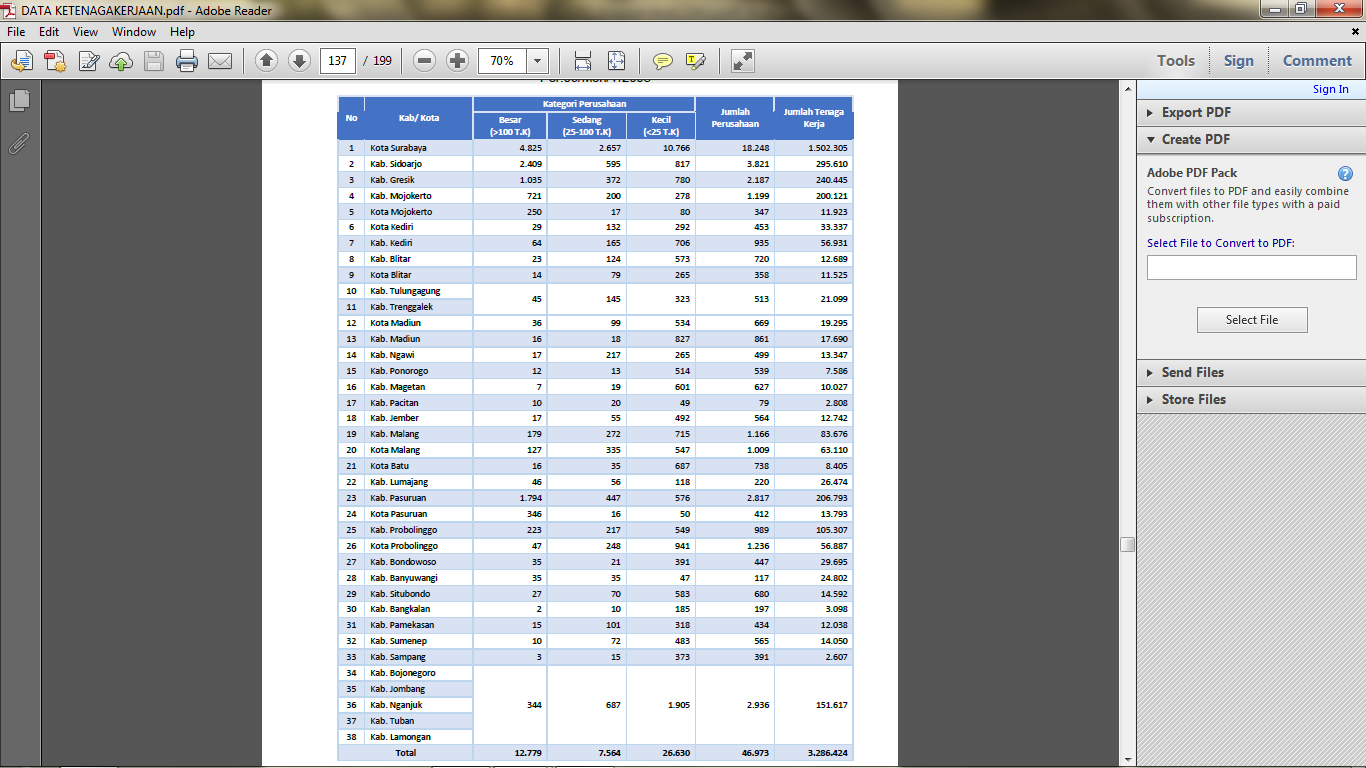 DATA KETENAGAKERJAAN.pdf - Adobe Reader
File Edit View Window Help
137 / 199 70% Tools Sign Comment
Sign In
Export PDF
Create PDF
Adobe PDF Pack
Convert files to PDF and easily combine
them with other file types with a paid
subscription.
Select File to Convert to PDF:
Select File
Send Files
Store Files
No Kab/ Kota Kategori Perusahaan Jumlah Perusahaan Jumlah Tenaga Kerja
Besar (>100 T.K) Sedang (25-100 T.K) Kecil (<25 T.K)
1 Kota Surabaya 4.825 2.657 10.766 18.248 1.502.305
2 Kab. Sidoarjo 2.409 595 817 3.821 295.610
3 Kab. Gresik 1.035 372 780 2.187 240.445
4 Kab. Mojokerto 721 200 278 1.199 200.121
5 Kota Mojokerto 250 17 80 347 11.923
6 Kota Kediri 29 132 292 453 33.337
7 Kab. Kediri 64 165 706 935 56.931
8 Kab. Blitar 23 124 573 720 12.689
9 Kota Blitar 14 79 265 358 11.525
10 Kab. Tulungagung
45 145 323 513 21.099
11 Kab. Trenggalek
12 Kota Madiun 36 99 534 669 19.295
13 Kab. Madiun 16 18 827 861 17.690
14 Kab. Ngawi 17 217 265 499 13.347
15 Kab. Ponorogo 12 13 514 539 7.586
16 Kab. Magetan 7 19 601 627 10.027
17 Kab. Pacitan 10 20 49 79 2.808
18 Kab. Jember 17 55 492 564 12.742
19 Kab. Malang 179 272 715 1.166 83.676
20 Kota Malang 127 335 547 1.009 63.110
21 Kota Batu 16 35 687 738 8.405
22 Kab. Lumajang 46 56 118 220 26.474
23 Kab. Pasuruan 1.794 447 576 2.817 206.793
24 Kota Pasuruan 346 16 50 412 13.793
25 Kab. Probolinggo 223 217 549 989 105.307
26 Kota Probolinggo 47 248 941 1.236 56.887
27 Kab. Bondowoso 35 21 391 447 29.695
28 Kab. Banyuwangi 35 35 47 117 24.802
29 Kab. Situbondo 27 70 583 680 14.592
30 Kab. Bangkalan 2 10 185 197 3.098
31 Kab. Pamekasan 15 101 318 434 12.038
32 Kab. Sumenep 10 72 483 565 14.050
33 Kab. Sampang 3 15 373 391 2.607
34 Kab. Bojonegoro
35 Kab. Jombang
36 Kab. Nganjuk 344 687 1.905 2.936 151.617
37 Kab. Tuban
38 Kab. Lamongan
Total 12.779 7.564 26.630 46.973 3.286.424